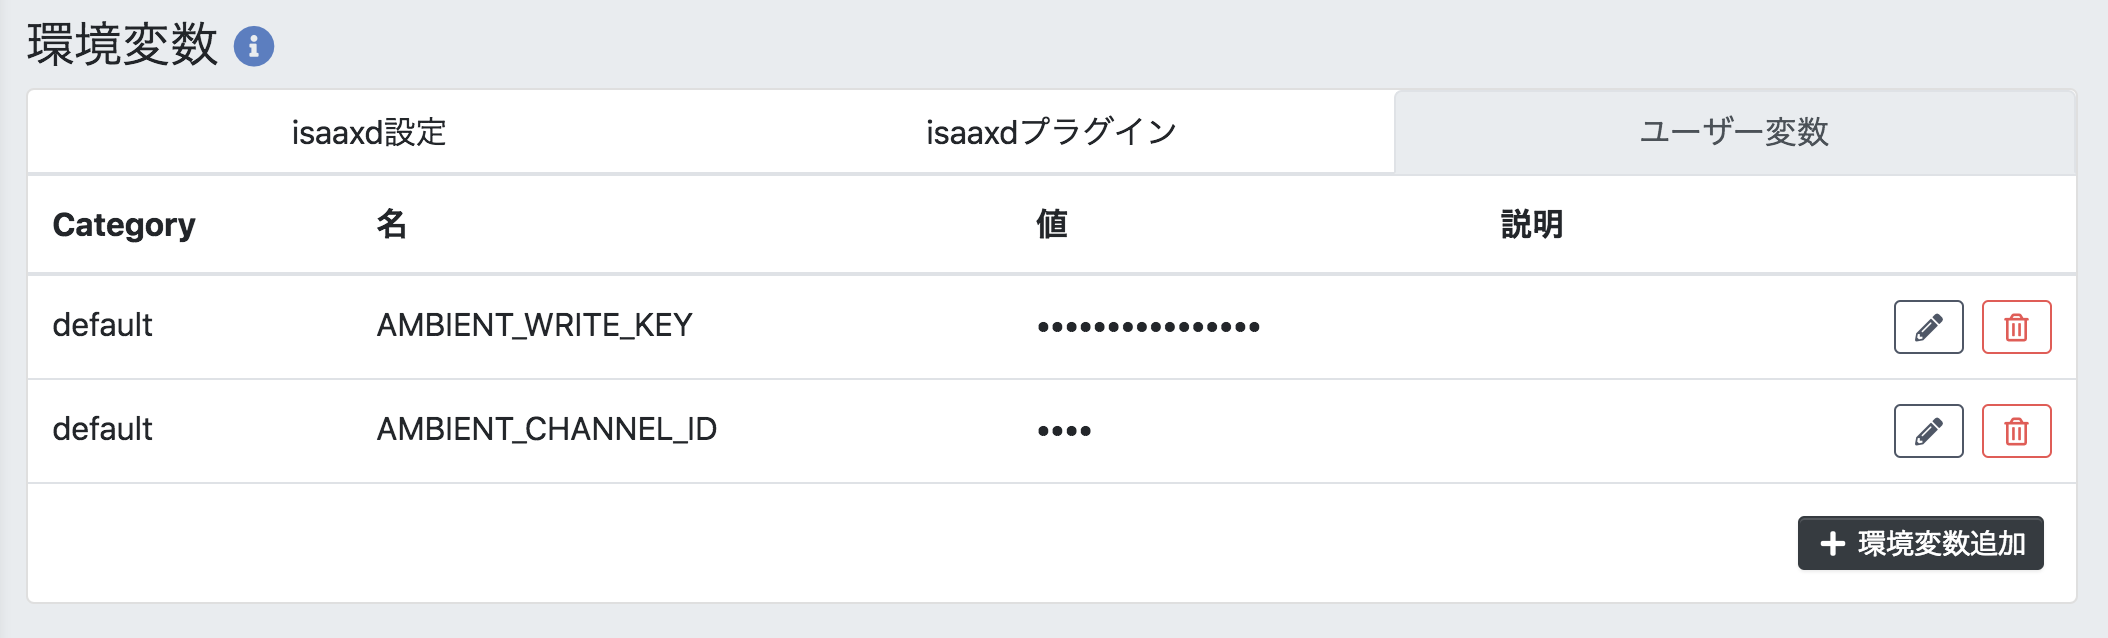 環境変数
isaaxd設定 isaaxdプラグイン ユーザー変数
Category 名 値 説明
default AMBIENT_WRITE_KEY ••••••••••••••••
default AMBIENT_CHANNEL_ID ••••
環境変数追加